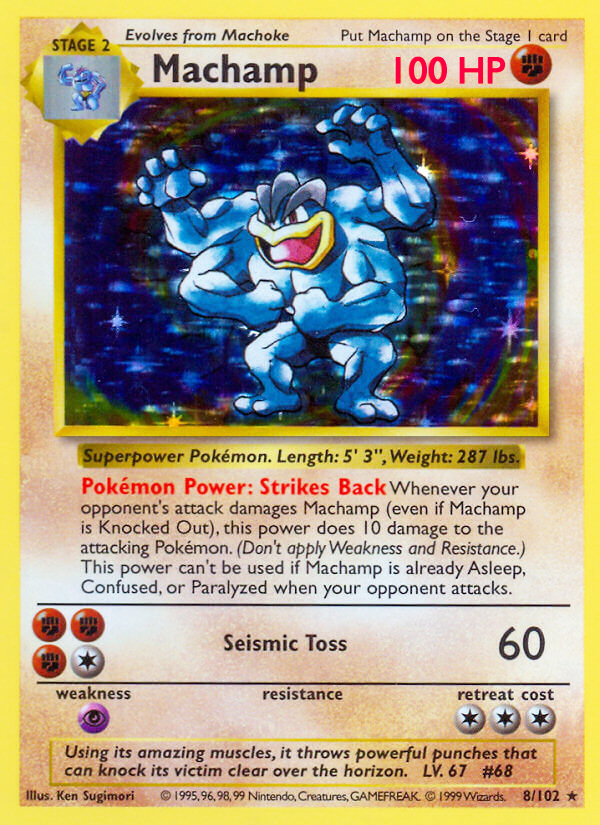 STAGE 2
Evolves from Machoke
Put Machamp on the Stage 1 card
Machamp
100 HP
Superpower Pokémon. Length: 5' 3", Weight: 287 lbs.
Pokémon Power: Strikes Back Whenever your
opponent's attack damages Machamp (even if Machamp
is Knocked Out), this power does 10 damage to the
attacking Pokémon. (Don't apply Weakness and Resistance.)
This power can't be used if Machamp is already Asleep,
Confused, or Paralyzed when your opponent attacks.
Seismic Toss
60
weakness
resistance
retreat cost
Using its amazing muscles, it throws powerful punches that
can knock its victim clear over the horizon. LV. 67 #68
Illus. Ken Sugimori
© 1995, 96, 98, 99 Nintendo, Creatures, GAMEFREAK. © 1999 Wizards.
8/102 ★